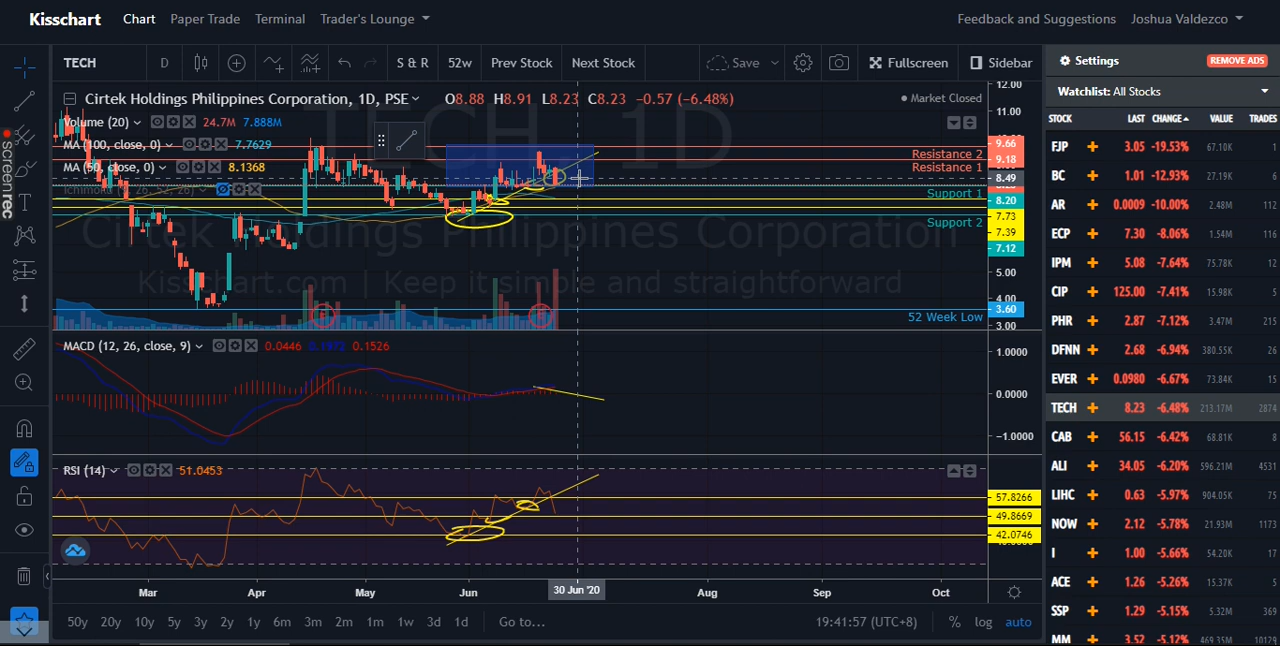 Kisschart Chart Paper Trade Terminal Trader's Lounge Feedback and Suggestions Joshua Valdezco
TECH D S & R 52w Prev Stock Next Stock Save Fullscreen Sidebar
Settings REMOVE ADS
Watchlist: All Stocks
STOCK LAST CHANGE VALUE TRADES
FJP 3.05 -19.53% 67.10K 1
BC 1.01 -12.93% 27.19K 6
AR 0.0009 -10.00% 2.48M 112
ECP 7.30 -8.06% 1.54M 116
IPM 5.08 -7.64% 75.78K 12
CIP 125.00 -7.41% 15.98K 5
PHR 2.87 -7.12% 3.47M 215
DFNN 2.68 -6.94% 380.55K 26
EVER 0.0980 -6.67% 73.84K 15
TECH 8.23 -6.48% 213.17M 2874
CAB 56.15 -6.42% 68.81K 8
ALI 34.05 -6.20% 596.21M 4531
LIHC 0.63 -5.97% 904.05K 75
NOW 2.12 -5.78% 21.93M 1173
I 1.00 -5.66% 54.20K 17
ACE 1.26 -5.26% 15.37K 5
SSP 1.29 -5.15% 5.32M 369
MM 3.52 -5.12% 469.35M 10130
Cirtek Holdings Philippines Corporation, 1D, PSE O8.88 H8.91 L8.23 C8.23 -0.57 (-6.48%)
Market Closed
Volume (20) 24.7M 7.888M
MA (100, close, 0) 7.7629
MA (50, close, 0) 8.1368
TECH, 1D
Cirtek Holdings Philippines Corporation
Kisschart.com | Keep it simple and straightforward
Resistance 2
Resistance 1
Support 1
Support 2
52 Week Low
12.00
11.00
9.66
9.18
8.49
8.20
7.73
7.39
7.12
5.00
4.00
3.60
3.00
MACD (12, 26, close, 9) 0.0446 0.1526
1.0000
0.0000
-1.0000
RSI (14) 51.0453
57.8266
49.8669
42.0746
Mar Apr May Jun 30 Jun '20 Aug Sep Oct
50y 20y 10y 5y 3y 2y 1y 6m 3m 2m 1m 1w 3d 1d Go to... 19:41:57 (UTC+8) % log auto
screenrec